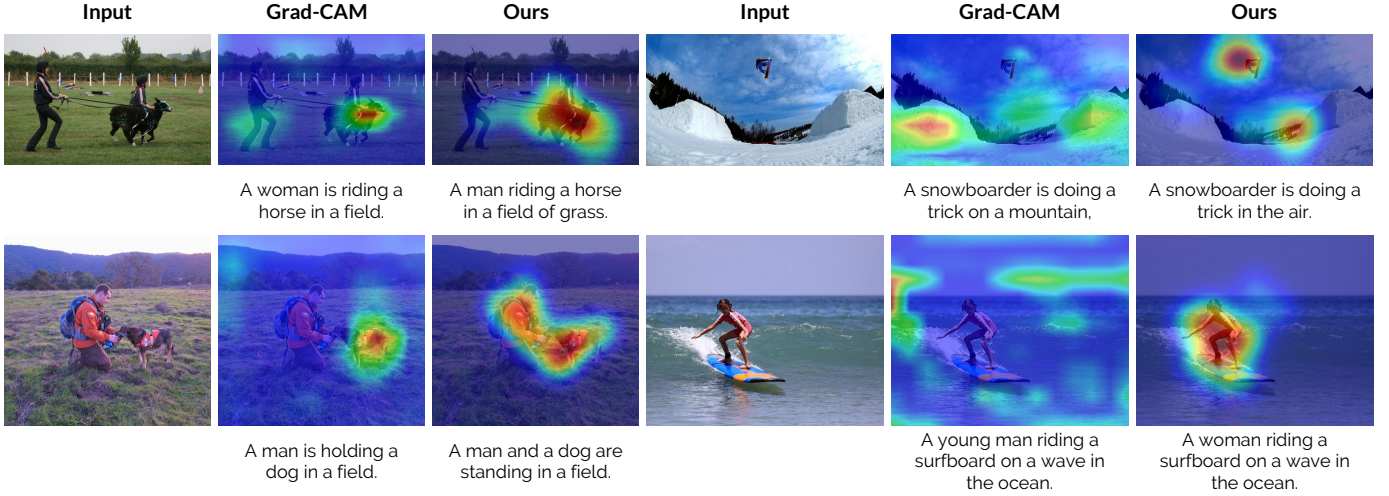 Input
Grad-CAM
Ours
Input
Grad-CAM
Ours
A woman is riding a
horse in a field.
A man riding a horse
in a field of grass.
A snowboarder is doing a
trick on a mountain,
A snowboarder is doing a
trick in the air.
A man is holding a
dog in a field.
A man and a dog are
standing in a field.
A young man riding a
surfboard on a wave in
the ocean.
A woman riding a
surfboard on a wave in
the ocean.